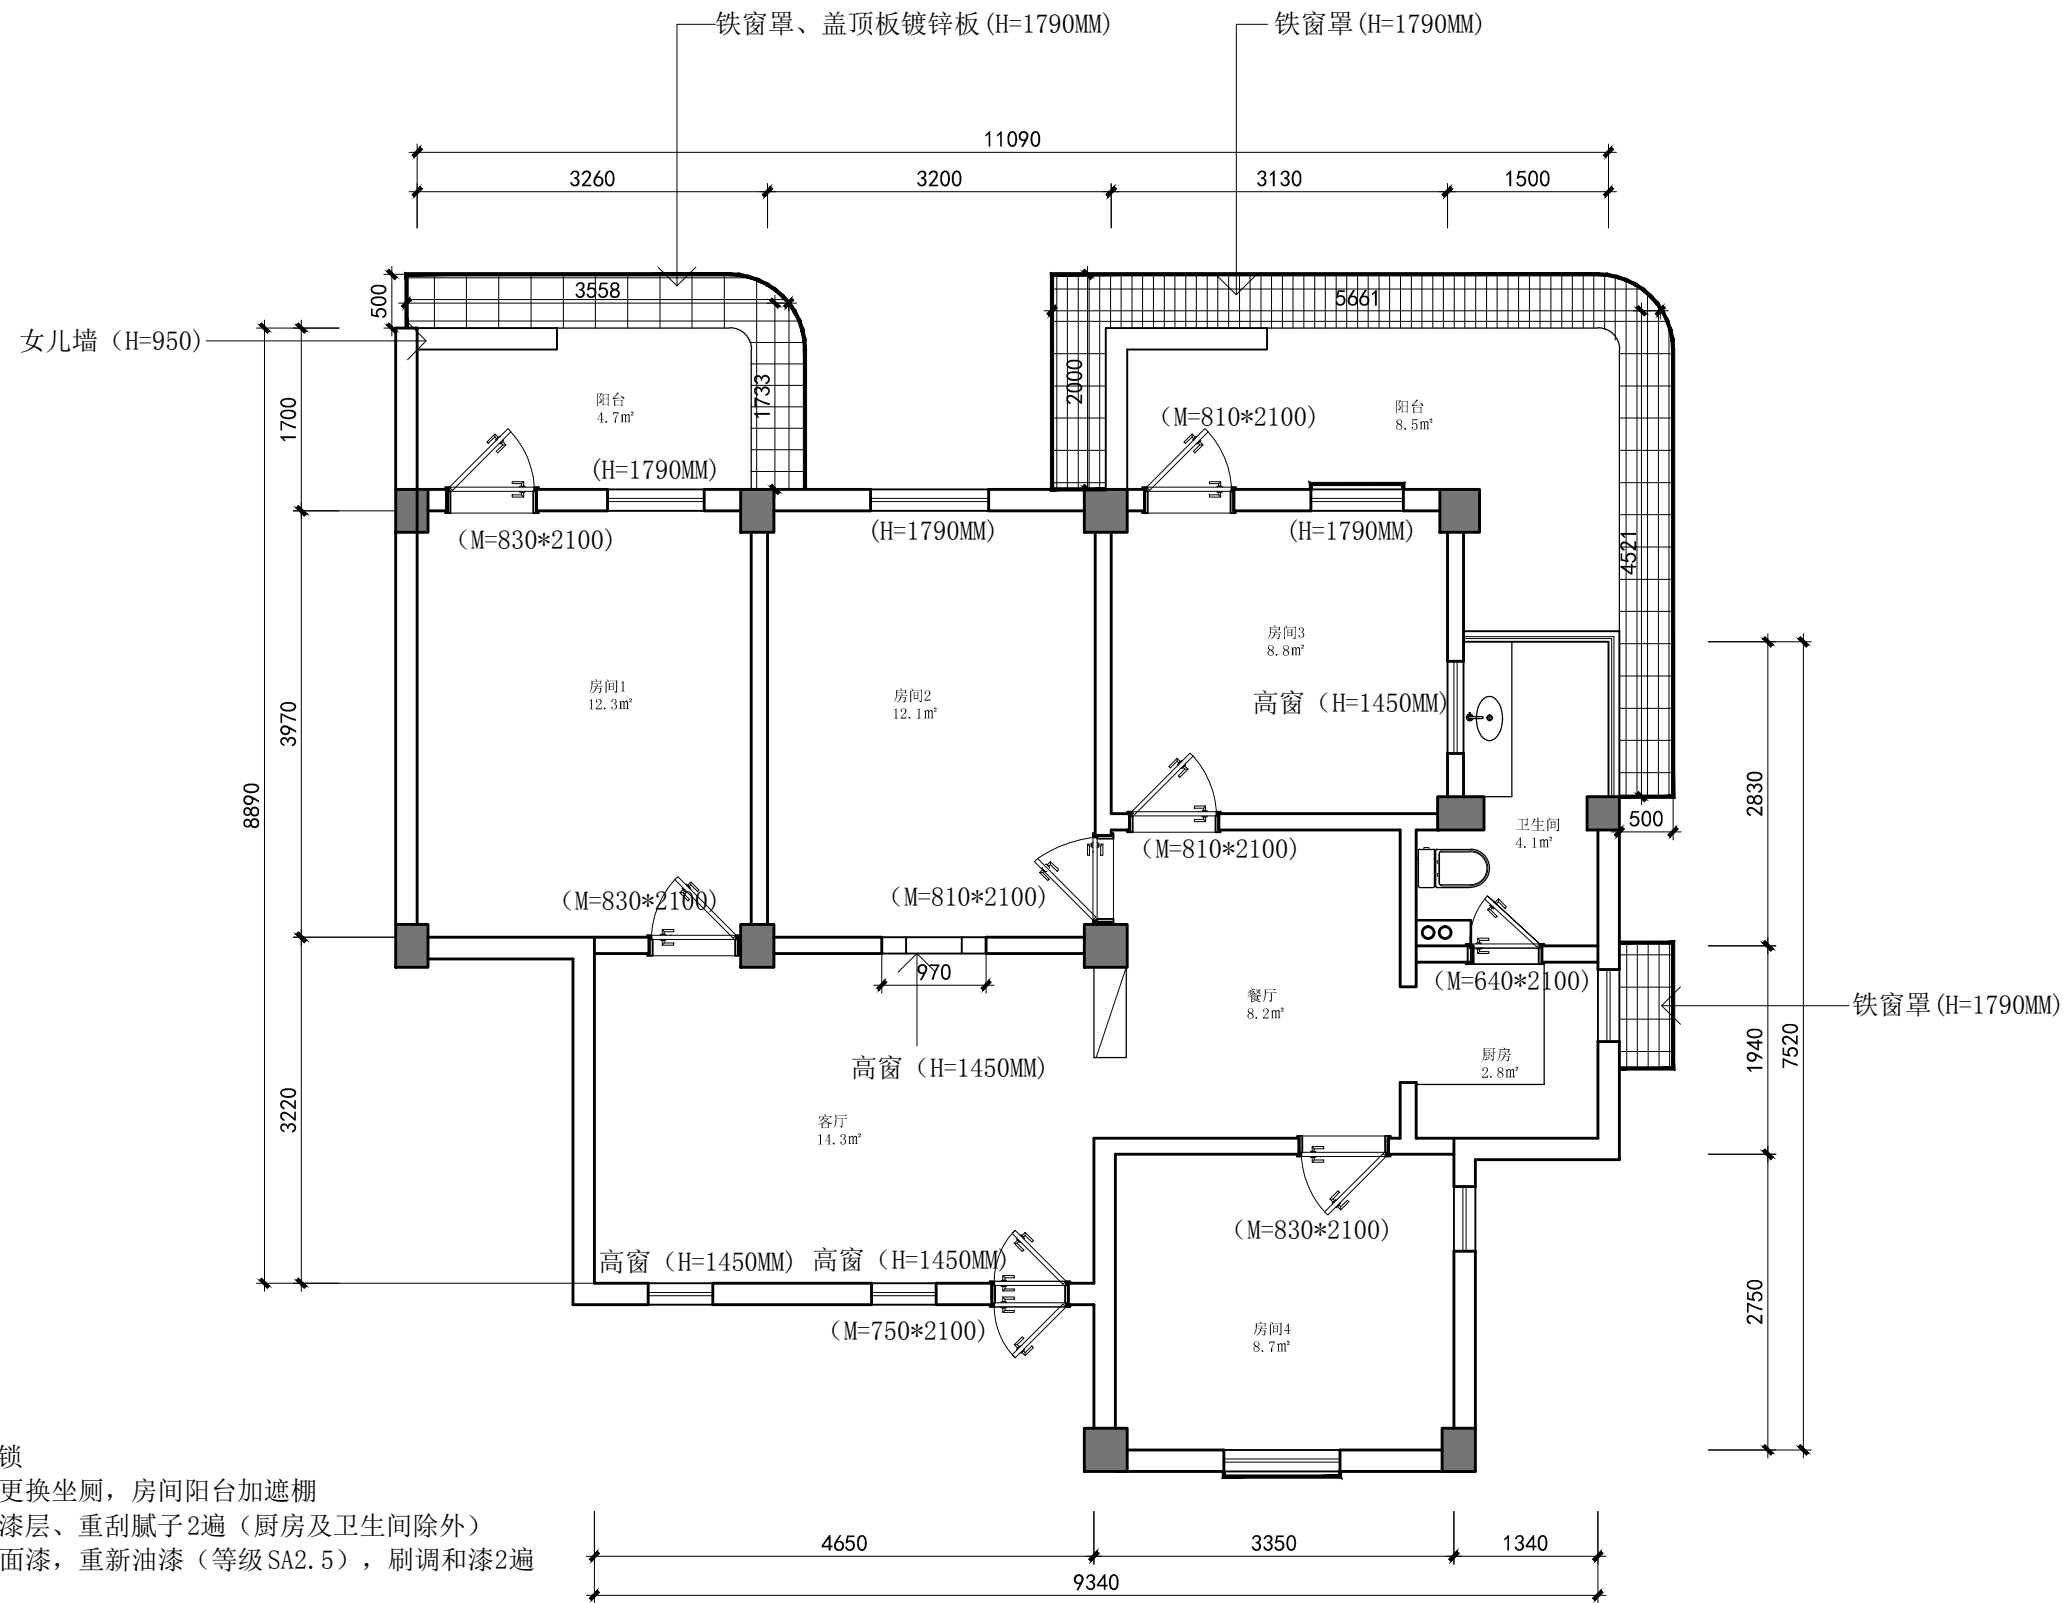 铁窗罩、盖顶板镀锌板(H=1790MM)
铁窗罩(H=1790MM)
11090
3260
3200
3130
1500
500
3558
5661
女儿墙（H=950)
1700
1733
2000
阳台
4.7㎡
阳台
8.5㎡
（M=810*2100)
(H=1790MM)
（M=830*2100)
(H=1790MM)
(H=1790MM)
4521
房间1
12.3㎡
房间2
12.1㎡
房间3
8.8㎡
高窗（H=1450MM)
3970
8890
2830
500
卫生间
4.1㎡
（M=810*2100)
（M=830*2100)
（M=810*2100)
970
（M=640*2100)
餐厅
8.2㎡
铁窗罩(H=1790MM)
高窗（H=1450MM)
厨房
2.8㎡
1940
7520
3220
客厅
14.3㎡
（M=830*2100)
高窗（H=1450MM)
高窗（H=1450MM)
（M=750*2100)
房间4
8.7㎡
2750
锁
更换坐厕，房间阳台加遮棚
漆层、重刮腻子2遍（厨房及卫生间除外）
面漆，重新油漆（等级SA2.5），刷调和漆2遍
4650
3350
1340
9340